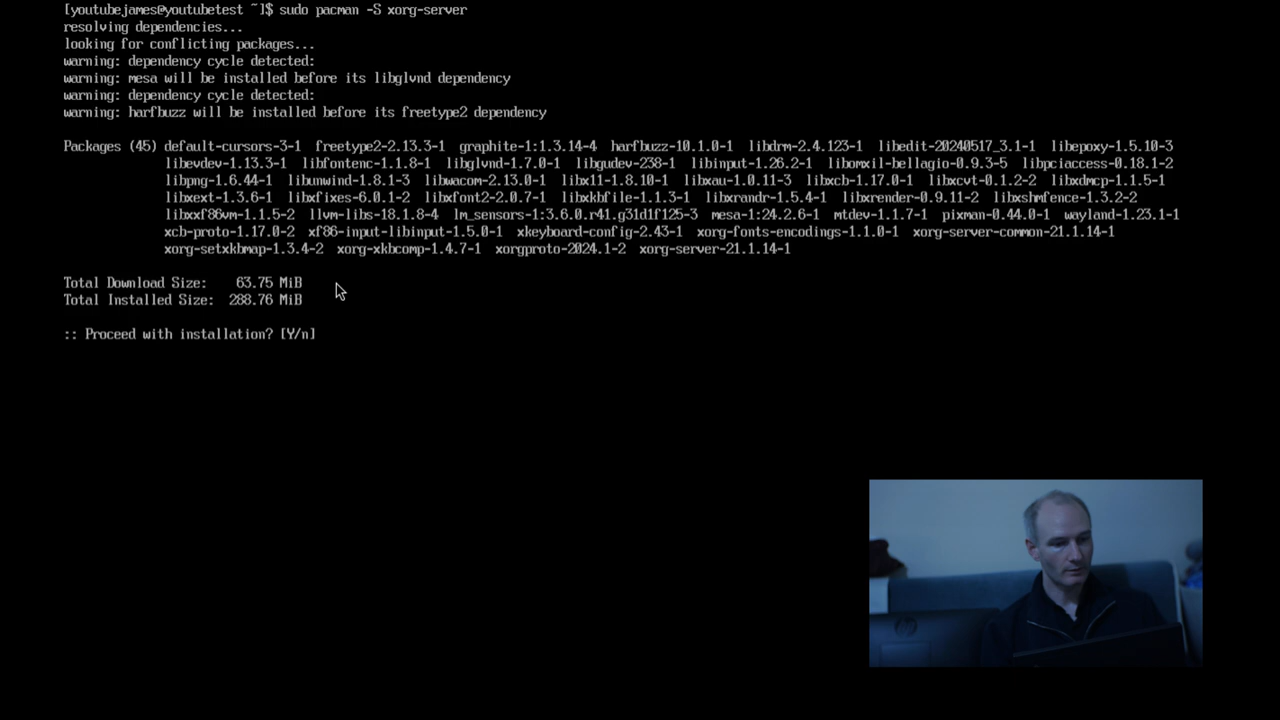 [youtubejames@youtubetest ~]$ sudo pacman -S xorg-server
resolving dependencies...
looking for conflicting packages...
warning: dependency cycle detected:
warning: mesa will be installed before its libglvnd dependency
warning: dependency cycle detected:
warning: harfbuzz will be installed before its freetype2 dependency
Packages (45) default-cursors-3-1 freetype2-2.13.3-1 graphite-1:1.3.14-4 harfbuzz-10.1.0-1 libdrm-2.4.123-1 libedit-20240517_3.1-1 libepoxy-1.5.10-3
libevdev-1.13.3-1 libfontenc-1.1.8-1 libglvnd-1.7.0-1 libgudev-238-1 libinput-1.26.2-1 libomxil-bellagio-0.9.3-5 libpciaccess-0.18.1-2
libpng-1.6.44-1 libunwind-1.8.1-3 libwacom-2.13.0-1 libx11-1.8.10-1 libxau-1.0.11-3 libxcb-1.17.0-1 libxcvt-0.1.2-2 libxdmcp-1.1.5-1
libxext-1.3.6-1 libxfixes-6.0.1-2 libxfont2-2.0.7-1 libxkbfile-1.1.3-1 libxrandr-1.5.4-1 libxrender-0.9.11-2 libxshmfence-1.3.2-2
libxxf86vm-1.1.5-2 llvm-libs-18.1.8-4 lm_sensors-1:3.6.0.r41.g31d1f125-3 mesa-1:24.2.6-1 mtdev-1.1.7-1 pixman-0.44.0-1 wayland-1.23.1-1
xcb-proto-1.17.0-2 xf86-input-libinput-1.5.0-1 xkeyboard-config-2.43-1 xorg-fonts-encodings-1.1.0-1 xorg-server-common-21.1.14-1
xorg-setxkbmap-1.3.4-2 xorg-xkbcomp-1.4.7-1 xorgproto-2024.1-2 xorg-server-21.1.14-1
Total Download Size: 63.75 MiB
Total Installed Size: 288.76 MiB
:: Proceed with installation? [Y/n]
hp